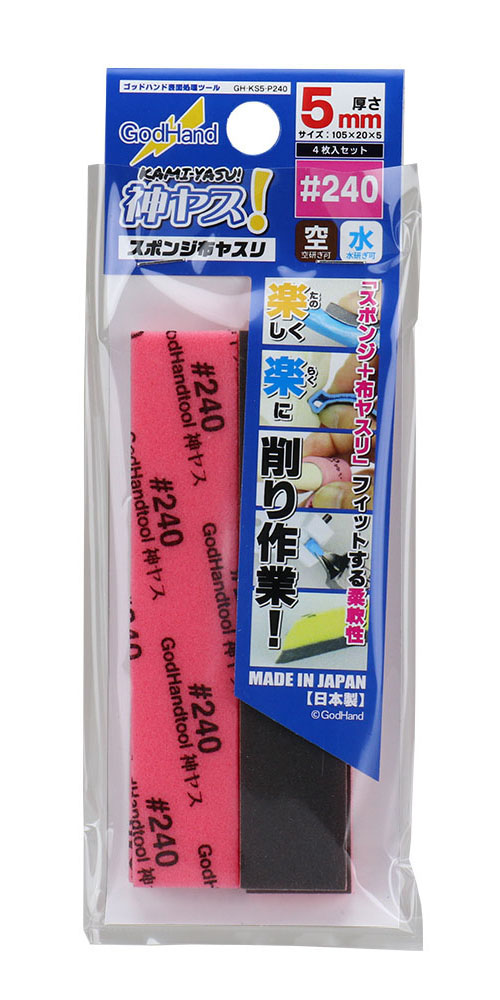 ゴッドハンド表面処理ツール
GH-KS5-P240
GodHand
5mm
厚さ
サイズ：105×20×5
4枚入セット
KAMI-YASU!
神ヤス!
スポンジ布ヤスリ
#240
空
空研ぎ可
水
水研ぎ可
「スポンジ+布ヤスリ」フィットする柔軟性
楽しく
たの
楽に
らく
削り作業!
MADE IN JAPAN
【日本製】
©GodHand
#240
GodHandtool 神ヤス
#240
GodHandtool 神ヤス
#240
GodHandtool 神ヤス
#240
GodHandtool 神ヤス